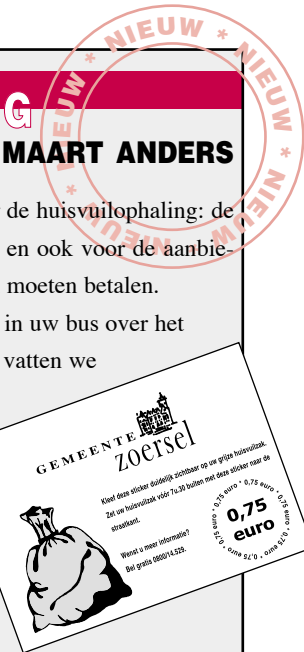 NIEUW * NIEUW * NIEUW * NIEUW * NIEUW *
G
MAART ANDERS
de huisvuilophaling: de
en ook voor de aanbie-
moeten betalen.
in uw bus over het
vatten we
GEMEENTE
zoersel
Kleef deze sticker duidelijk zichtbaar op uw grijze huisvuilzak.
Zet uw huisvuilzak vóór 7u.30 buiten met deze sticker naar de
straatkant.
Wenst u meer informatie?
Bel gratis 0800/14.529.
0,75 euro · 0,75 euro · 0,75 euro · 0,75 euro · 0,75 euro ·
0,75
euro